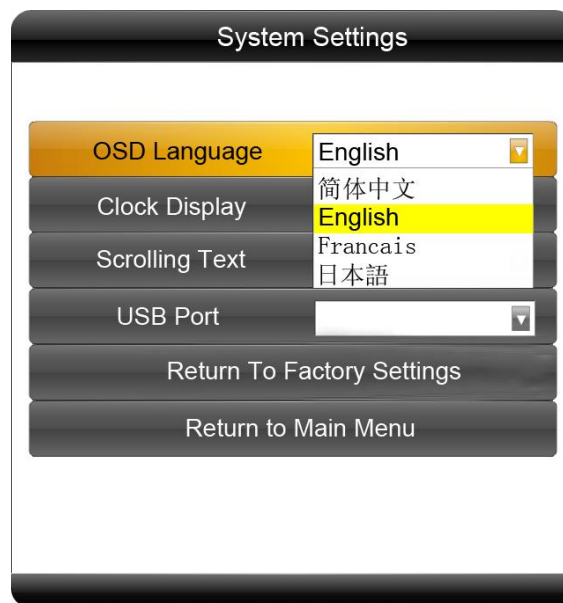 System Settings
OSD Language English
简体中文
Clock Display
English
Scrolling Text
Francais
日本語
USB Port
Return To Factory Settings
Return to Main Menu